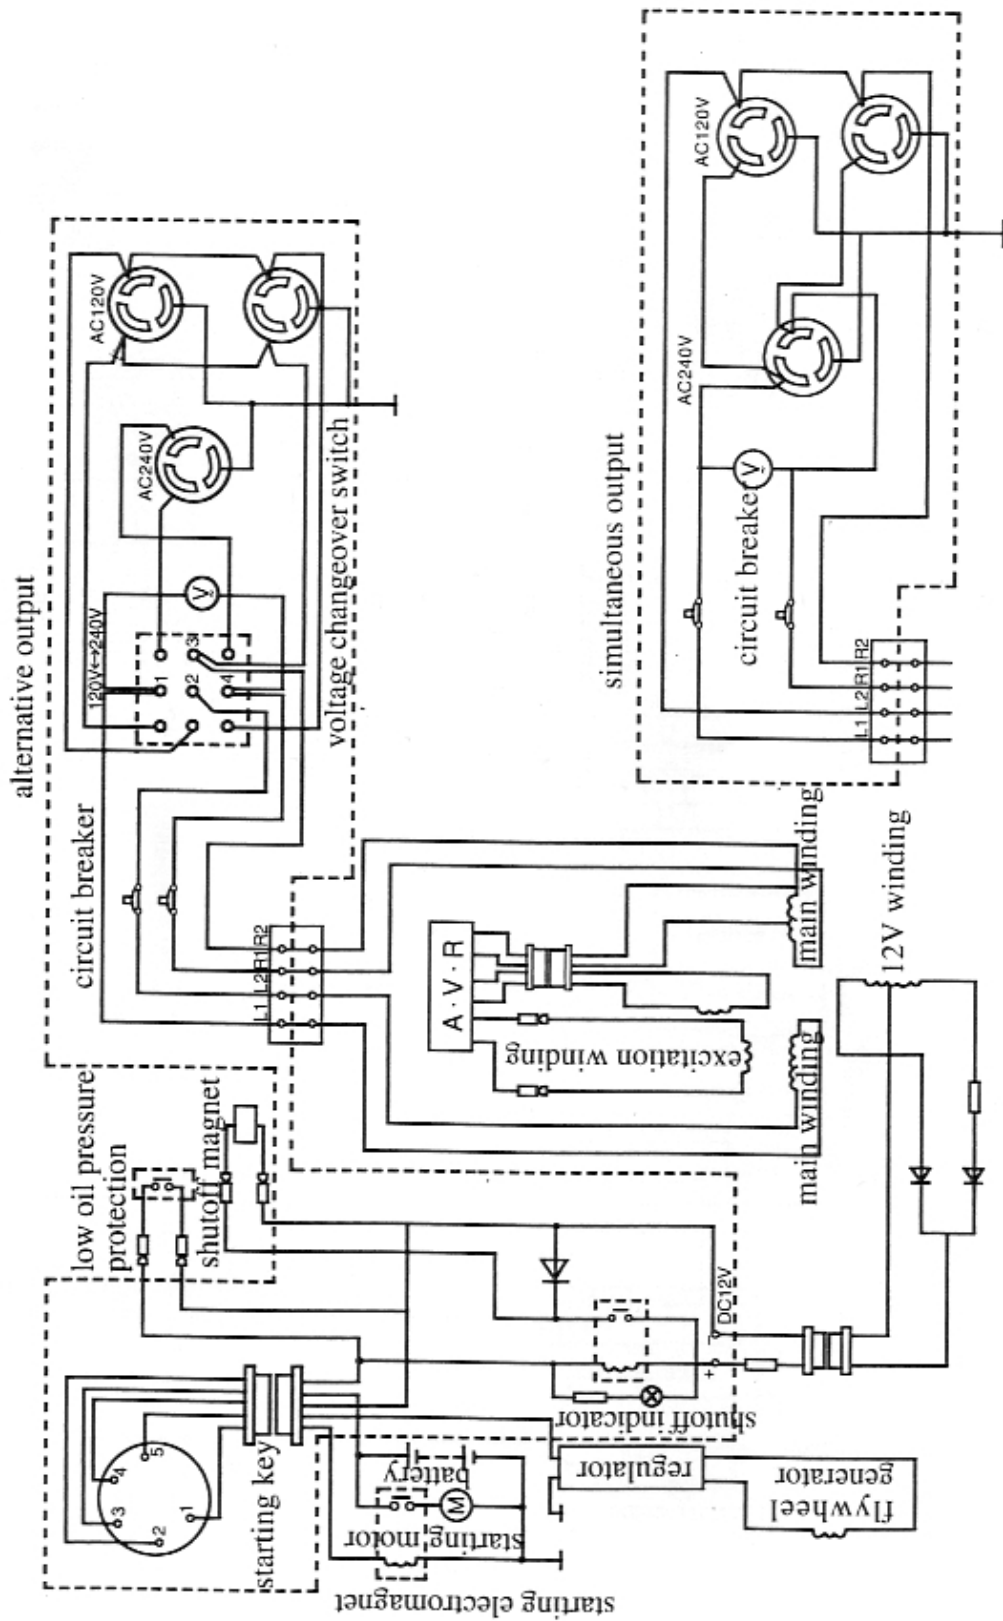 alternative output
circuit breaker
AC120V
AC240V
120V↔240V
1
2
3
4
V
voltage changeover switch
L1 L2 R1 R2
simultaneous output
AC120V
AC240V
circuit breaker
V
L1 L2 R1 R2
low oil pressure
protection
shutoff magnet
A·V·R
excitation winding
main winding
main winding
12V winding
DC12V
+
−
shutoff indicator
1
2
3
4
5
starting key
battery
M
starting motor
starting electromagnet
regulator
flywheel
generator